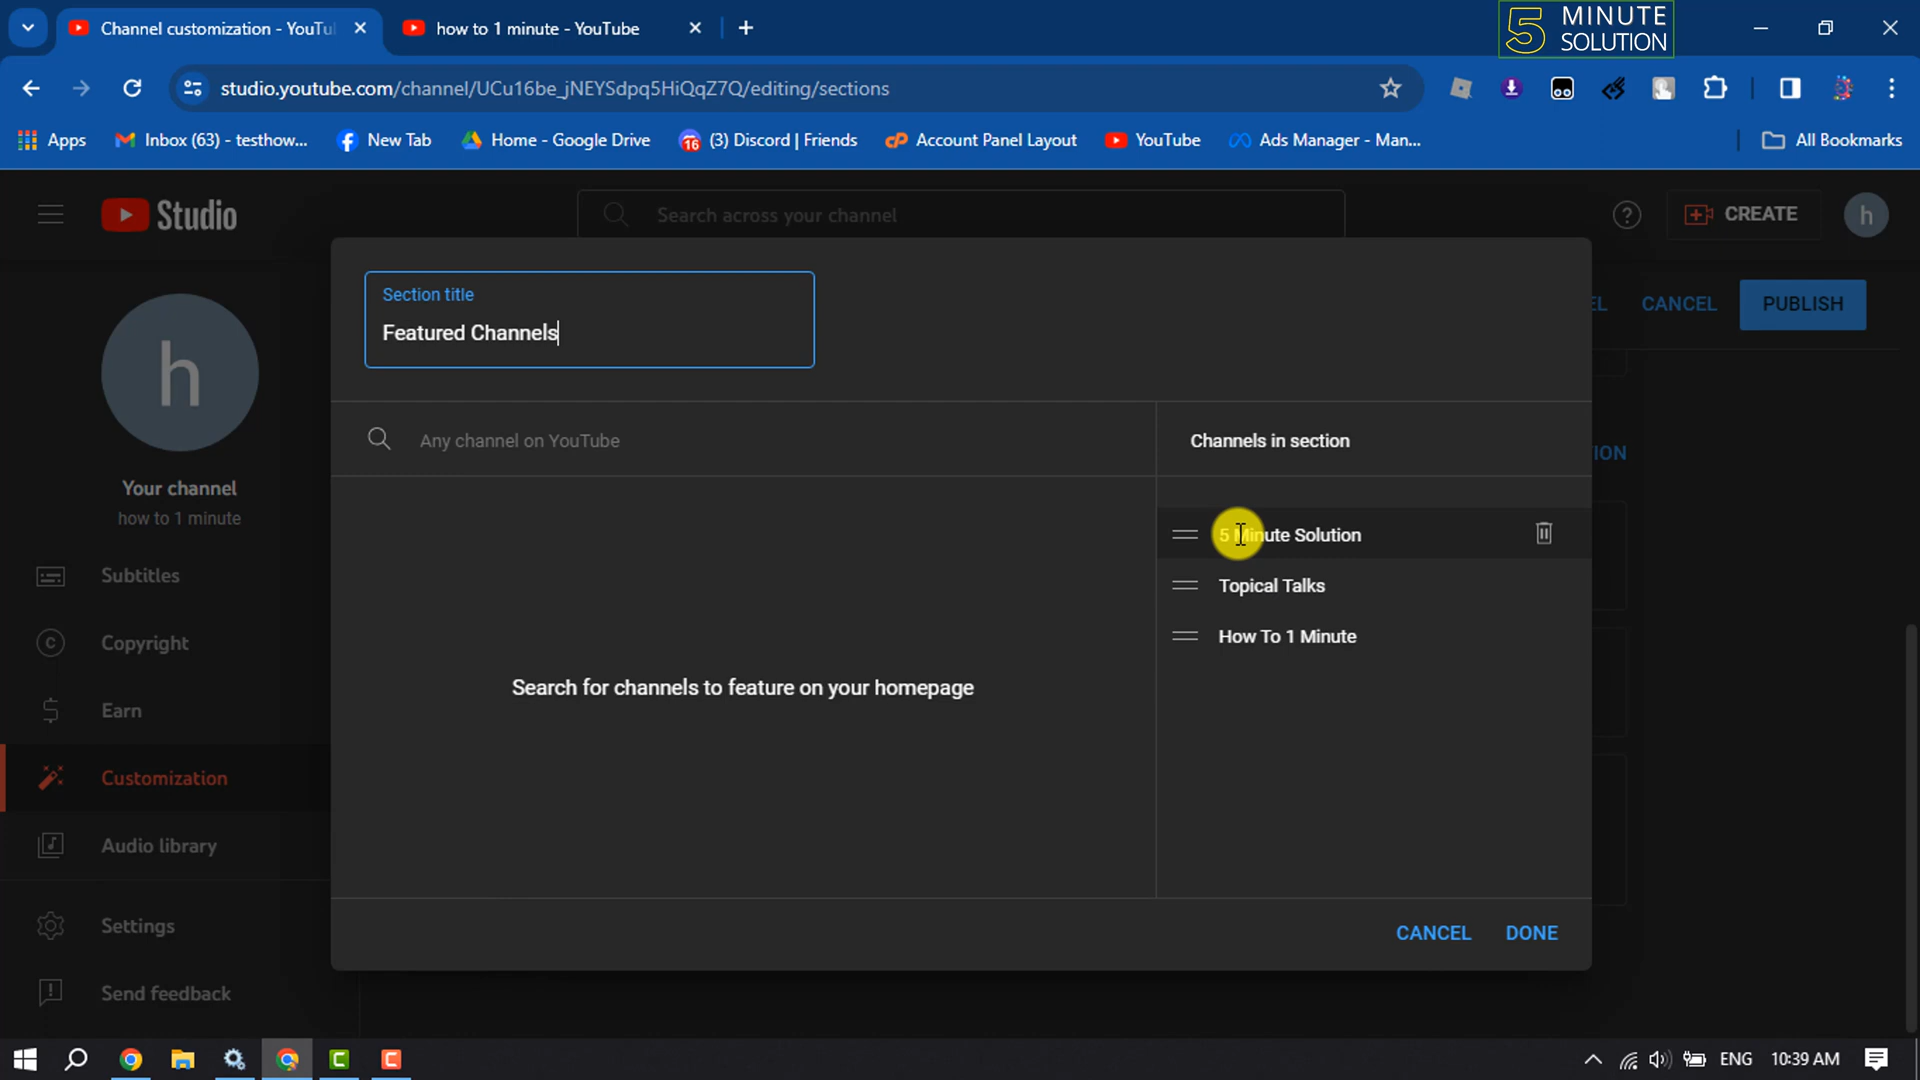 Channel customization - YouTu
how to 1 minute - YouTube
5 MINUTE
SOLUTION
studio.youtube.com/channel/UCu16be_jNEYSdpq5HiQqZ7Q/editing/sections
Apps
Inbox (63) - testhow...
New Tab
Home - Google Drive
16
(3) Discord | Friends
Account Panel Layout
YouTube
Ads Manager - Man...
All Bookmarks
Studio
Search across your channel
CREATE
h
h
Your channel
how to 1 minute
Subtitles
Copyright
Earn
Customization
Audio library
Settings
Send feedback
EL
CANCEL
PUBLISH
ION
Section title
Featured Channels
Any channel on YouTube
Search for channels to feature on your homepage
Channels in section
5 Minute Solution
Topical Talks
How To 1 Minute
CANCEL
DONE
ENG
10:39 AM